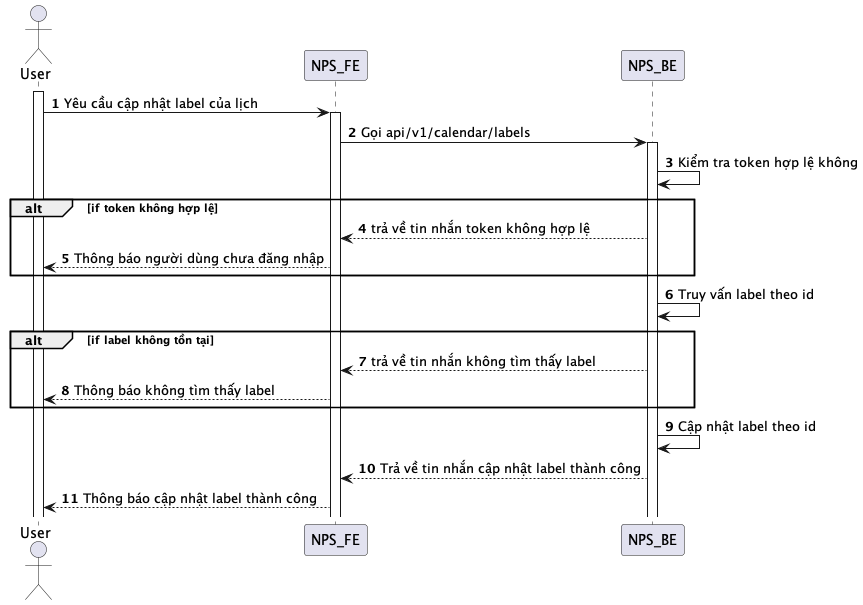 User
NPS_FE
NPS_BE
1 Yêu cầu cập nhật label của lịch
2 Gọi api/v1/calendar/labels
3 Kiểm tra token hợp lệ không
alt [if token không hợp lệ]
4 trả về tin nhắn token không hợp lệ
5 Thông báo người dùng chưa đăng nhập
6 Truy vấn label theo id
alt [if label không tồn tại]
7 trả về tin nhắn không tìm thấy label
8 Thông báo không tìm thấy label
9 Cập nhật label theo id
10 Trả về tin nhắn cập nhật label thành công
11 Thông báo cập nhật label thành công
User
NPS_FE
NPS_BE